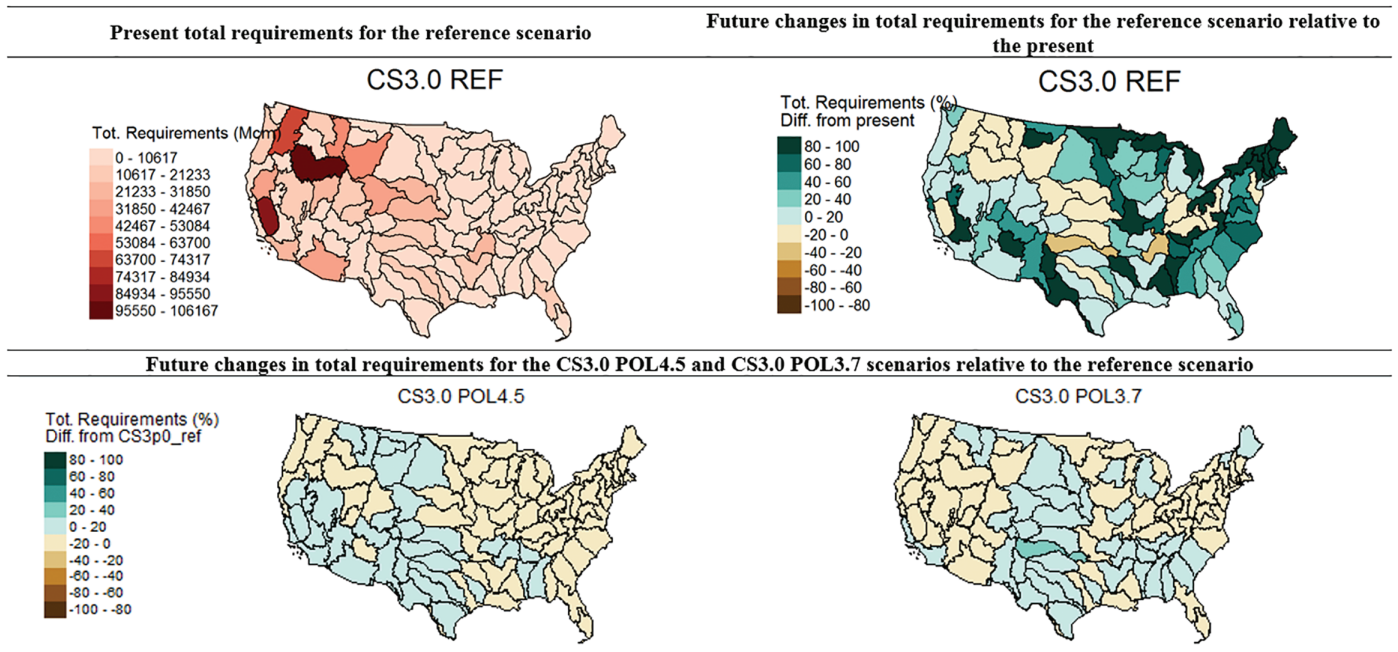 Present total requirements for the reference scenario
Future changes in total requirements for the reference scenario relative to
the present
CS3.0 REF
Tot. Requirements (Mcm)
0 - 10617
10617 - 21233
21233 - 31850
31850 - 42467
42467 - 53084
53084 - 63700
63700 - 74317
74317 - 84934
84934 - 95550
95550 - 106167
CS3.0 REF
Tot. Requirements (%)
Diff. from present
80 - 100
60 - 80
40 - 60
20 - 40
0 - 20
-20 - 0
-40 - -20
-60 - -40
-80 - -60
-100 - -80
Future changes in total requirements for the CS3.0 POL4.5 and CS3.0 POL3.7 scenarios relative to the reference scenario
CS3.0 POL4.5
CS3.0 POL3.7
Tot. Requirements (%)
Diff. from CS3p0_ref
80 - 100
60 - 80
40 - 60
20 - 40
0 - 20
-20 - 0
-40 - -20
-60 - -40
-80 - -60
-100 - -80